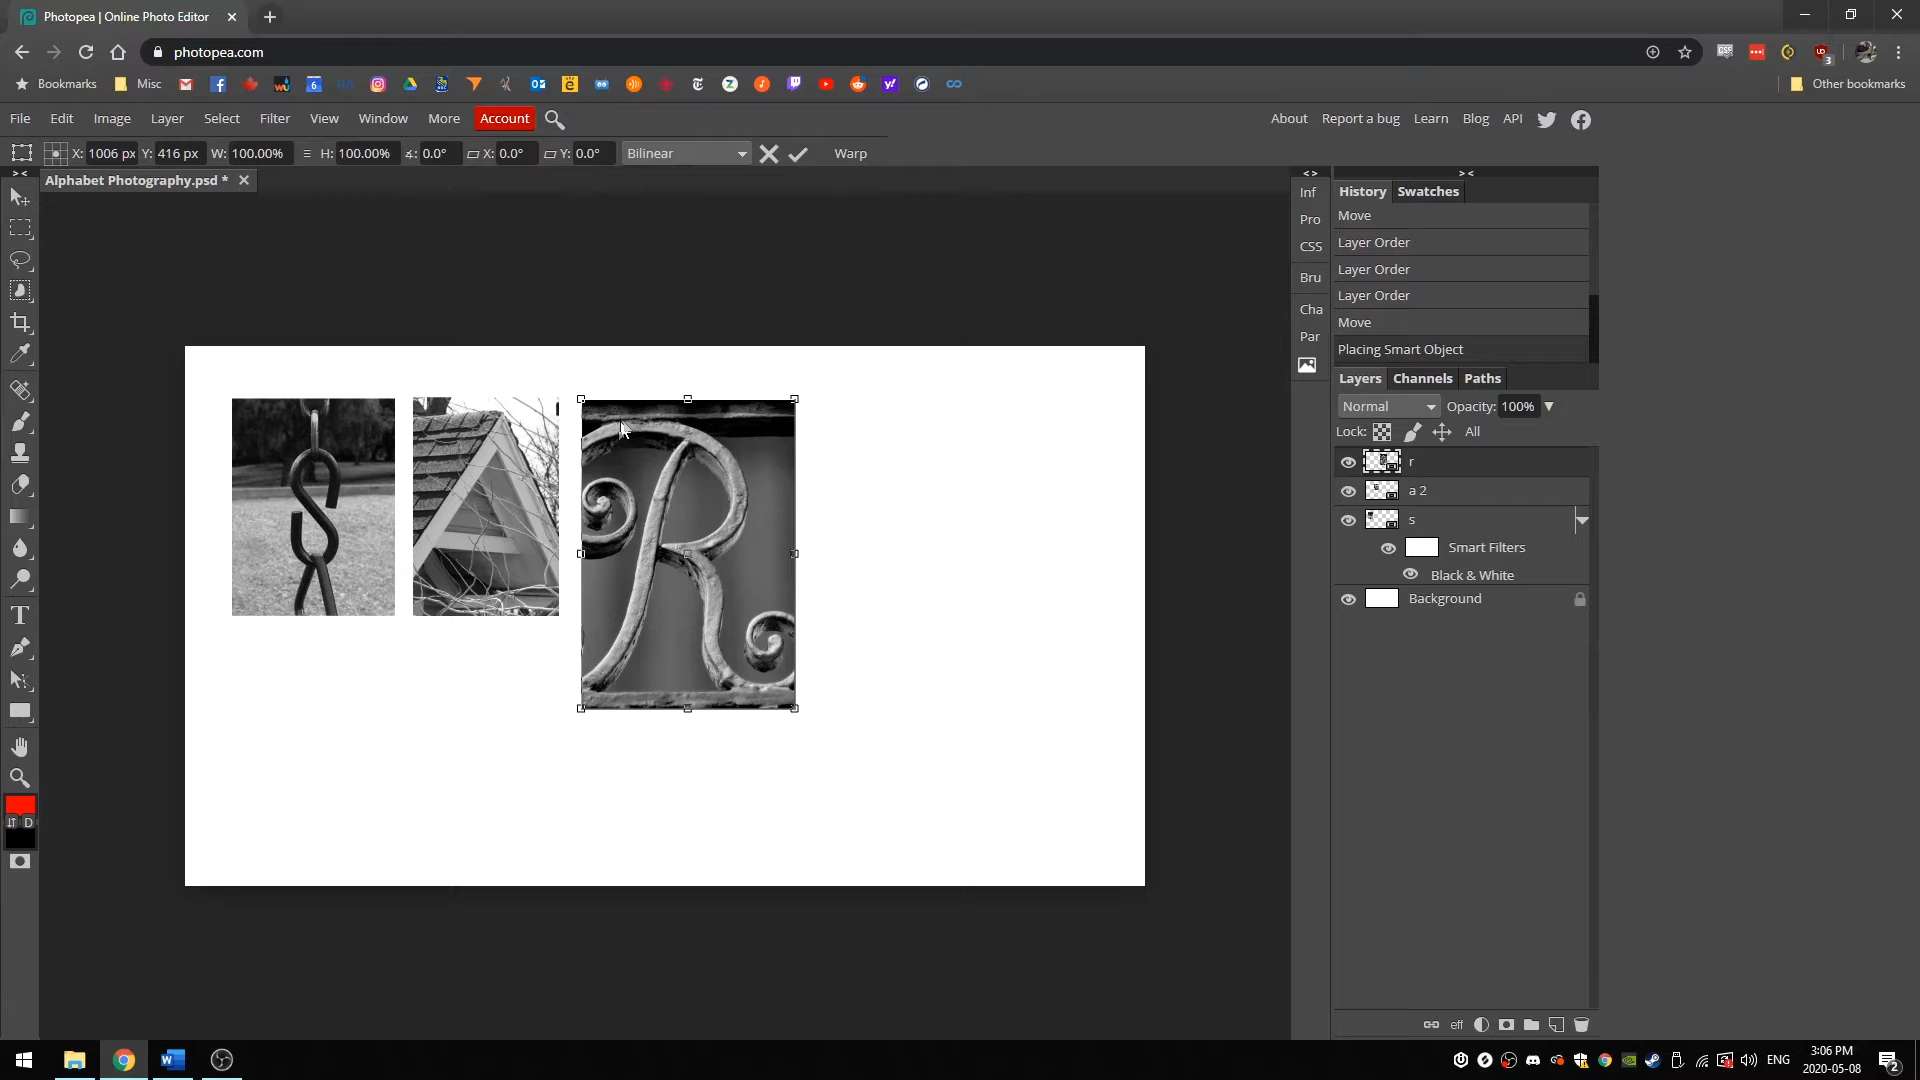 Photopea | Online Photo Editor
photopea.com
Bookmarks Misc Other bookmarks
File Edit Image Layer Select Filter View Window More Account About Report a bug Learn Blog API
X: 1006 px Y: 416 px W: 100.00% H: 100.00% 0.0° X: 0.0° Y: 0.0° Bilinear Warp
Alphabet Photography.psd *
Inf
Pro
CSS
Bru
Cha
Par
History Swatches
Move
Layer Order
Layer Order
Layer Order
Move
Placing Smart Object
Layers Channels Paths
Normal Opacity: 100%
Lock: All
r
a 2
s
Smart Filters
Black & White
Background
eff
R
D
ENG
3:06 PM
2020-05-08